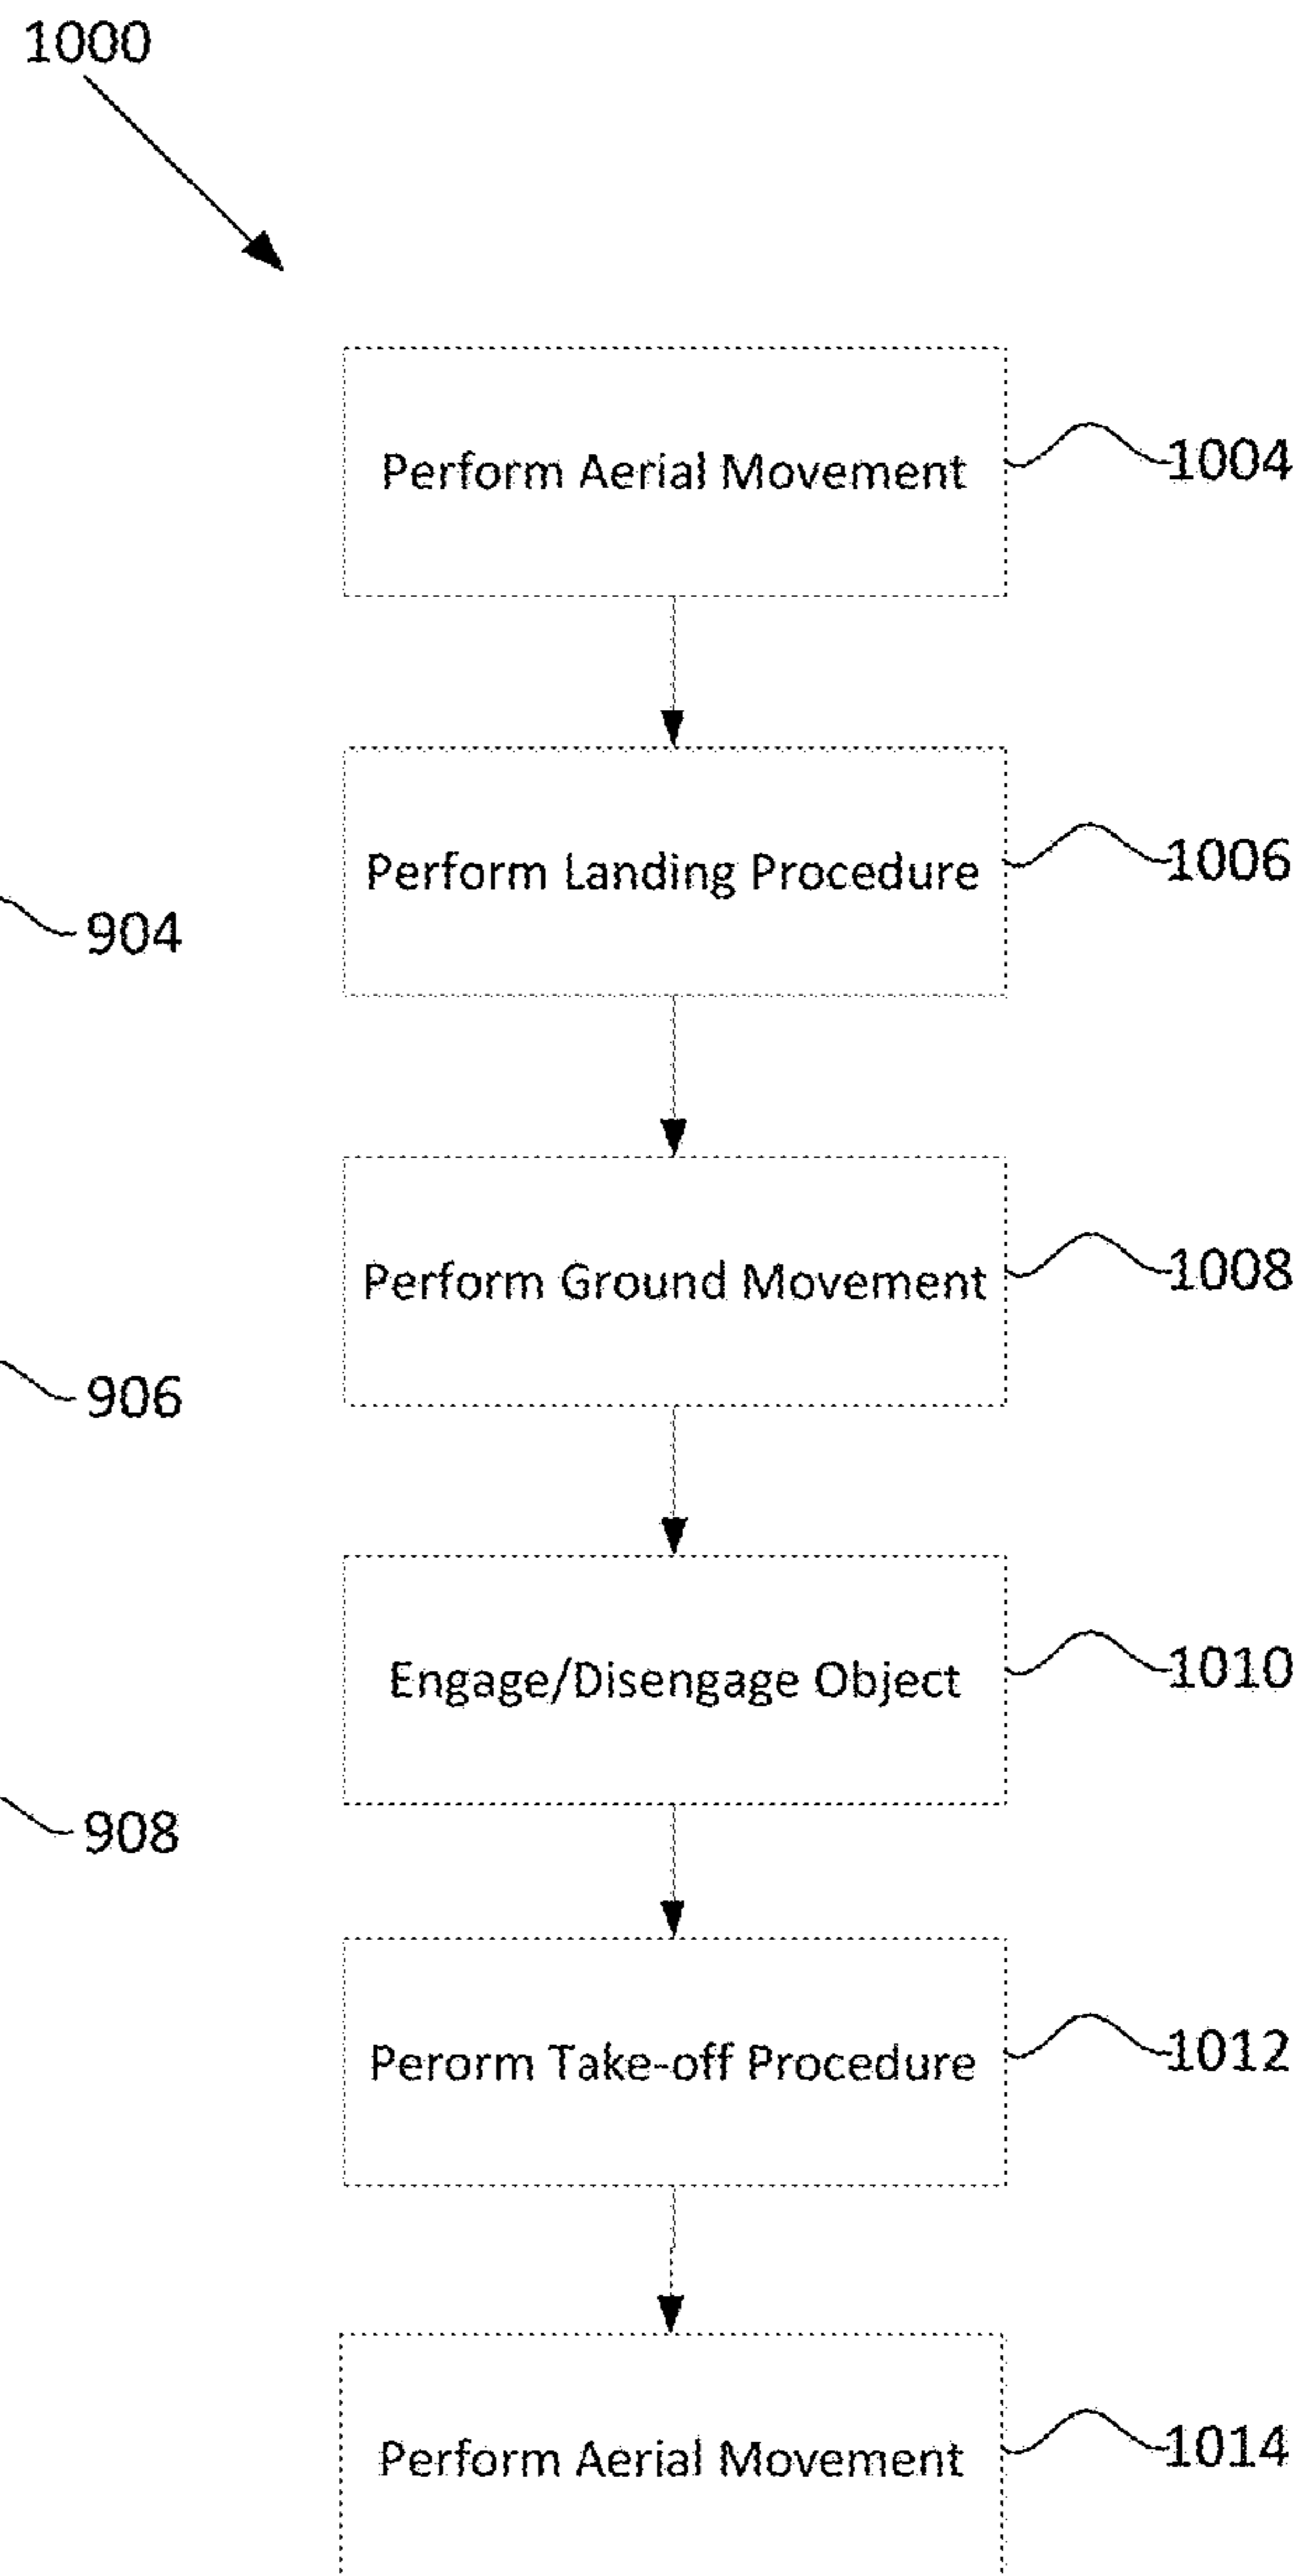 1000
Perform Aerial Movement
1004
Perform Landing Procedure
1006
904
Perform Ground Movement
1008
906
Engage/Disengage Object
1010
908
Perorm Take-off Procedure
1012
Perform Aerial Movement
1014